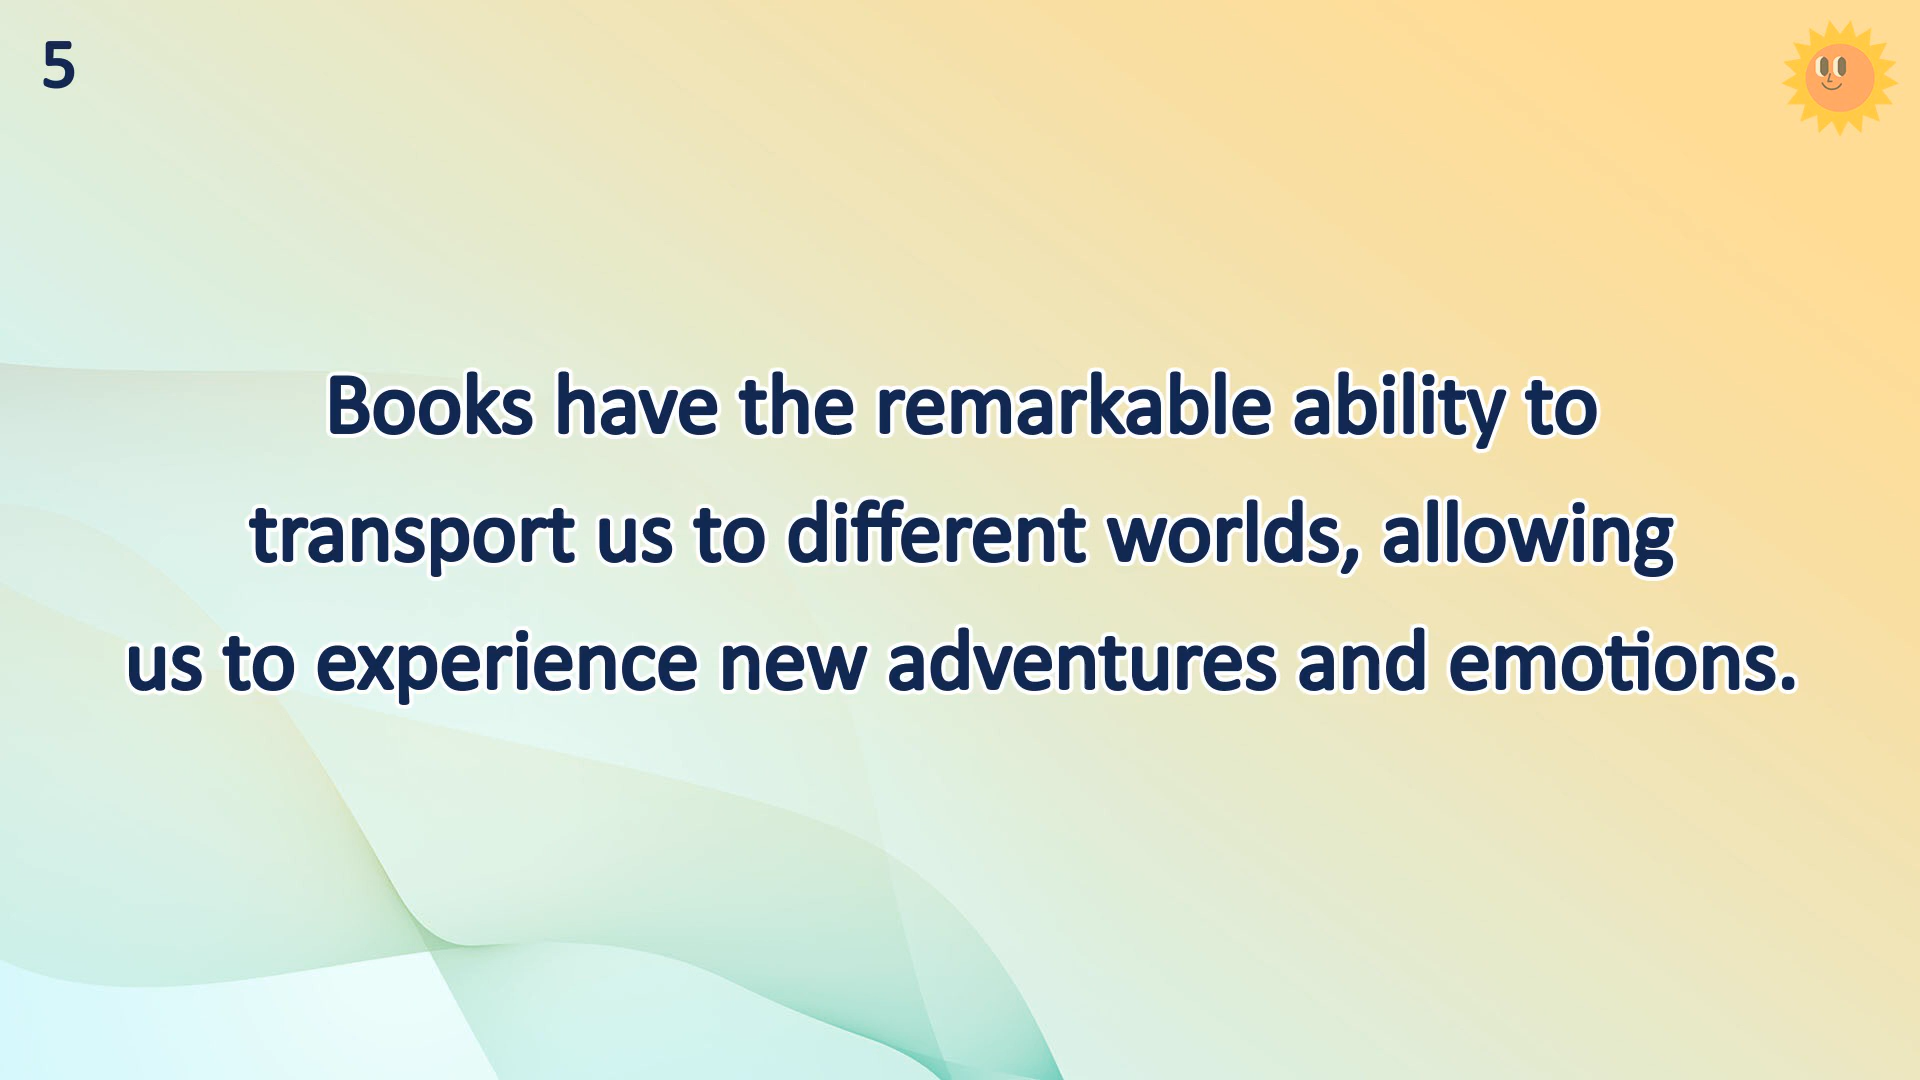 5
Books have the remarkable ability to
transport us to different worlds, allowing
us to experience new adventures and emotions.